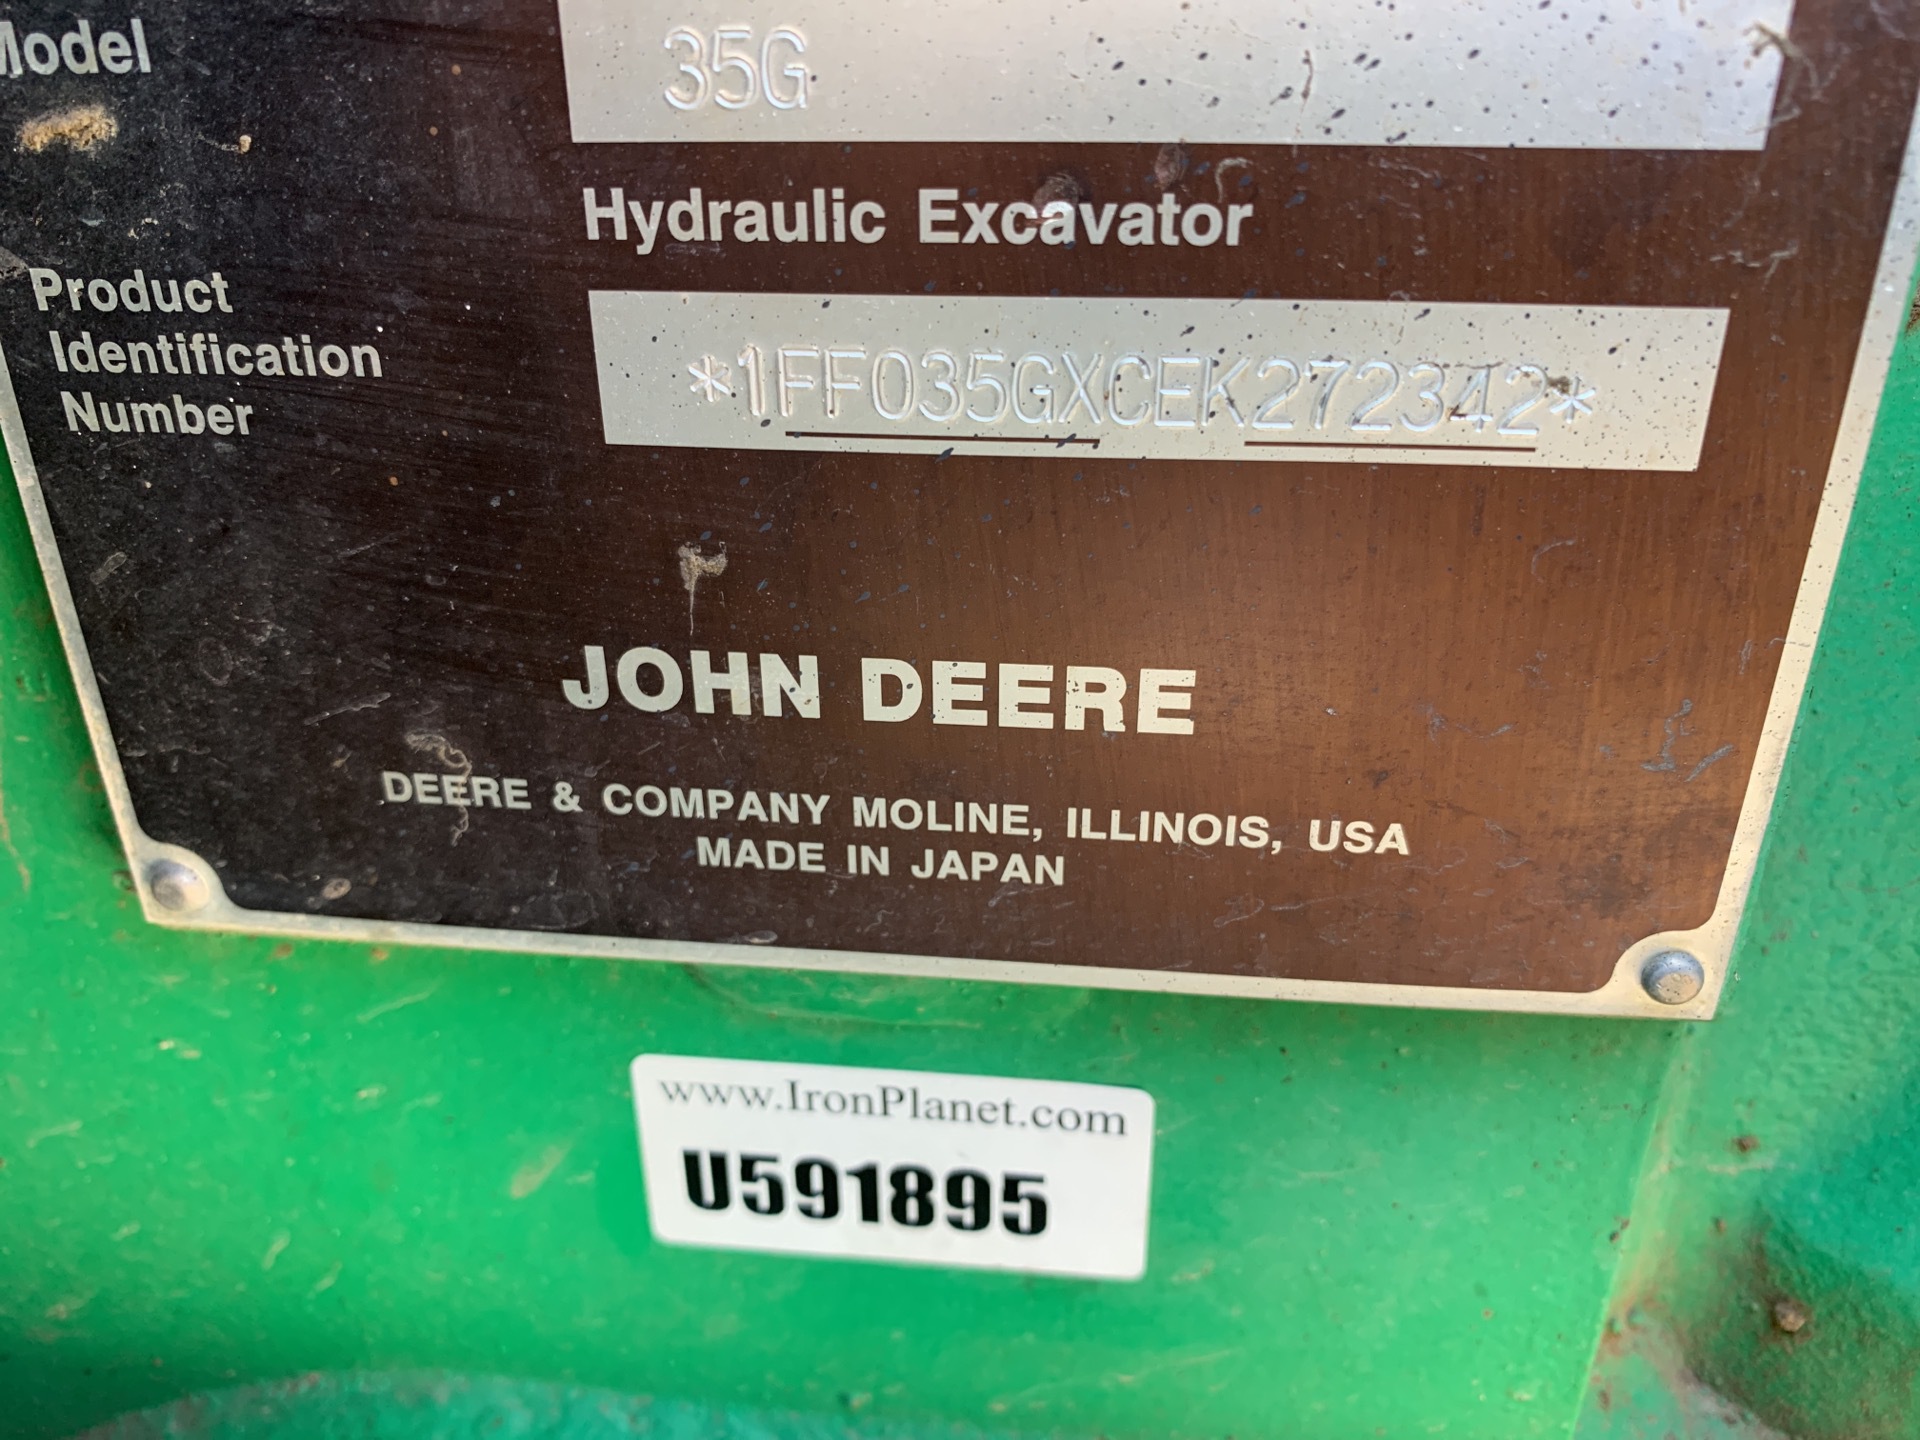 Model
35G
Hydraulic Excavator
Product
Identification
Number
*1FF035GXCEK272342*
JOHN DEERE
DEERE & COMPANY MOLINE, ILLINOIS, USA
MADE IN JAPAN
www.IronPlanet.com
U591895